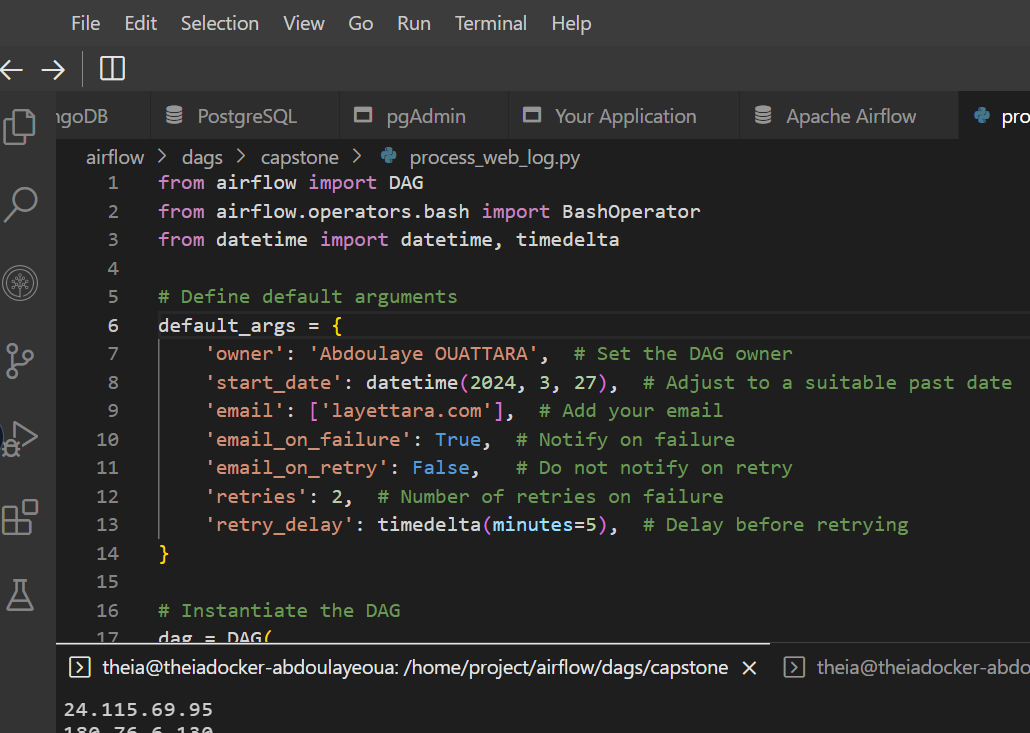 File Edit Selection View Go Run Terminal Help
ngoDB PostgreSQL pgAdmin Your Application Apache Airflow pro
airflow > dags > capstone > process_web_log.py
1 from airflow import DAG
2 from airflow.operators.bash import BashOperator
3 from datetime import datetime, timedelta
4
5 # Define default arguments
6 default_args = {
7     'owner': 'Abdoulaye OUATTARA',  # Set the DAG owner
8     'start_date': datetime(2024, 3, 27),  # Adjust to a suitable past date
9     'email': ['layettara.com'],  # Add your email
10     'email_on_failure': True,  # Notify on failure
11     'email_on_retry': False,   # Do not notify on retry
12     'retries': 2,  # Number of retries on failure
13     'retry_delay': timedelta(minutes=5),  # Delay before retrying
14 }
15
16 # Instantiate the DAG
17 dag = DAG(
theia@theiadocker-abdoulayeoua: /home/project/airflow/dags/capstone theia@theiadocker-abdo
24.115.69.95
180.76.6.130